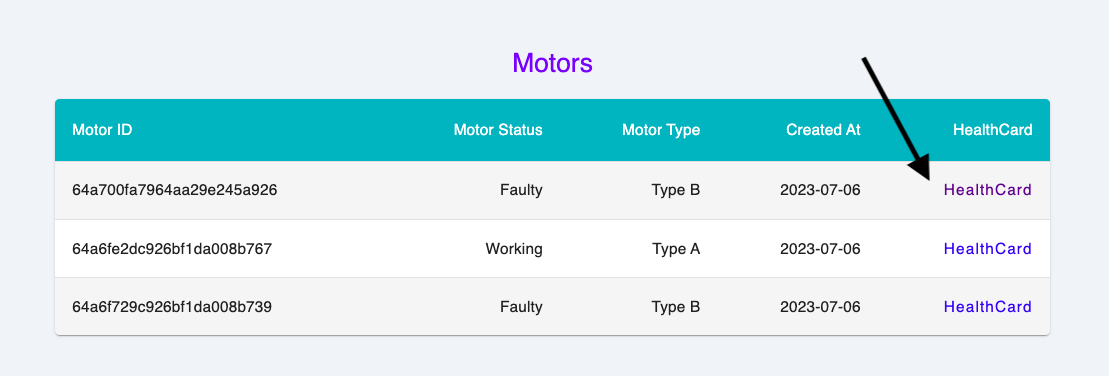 Motors
Motor ID Motor Status Motor Type Created At HealthCard
64a700fa7964aa29e245a926 Faulty Type B 2023-07-06 HealthCard
64a6fe2dc926bf1da008b767 Working Type A 2023-07-06 HealthCard
64a6f729c926bf1da008b739 Faulty Type B 2023-07-06 HealthCard